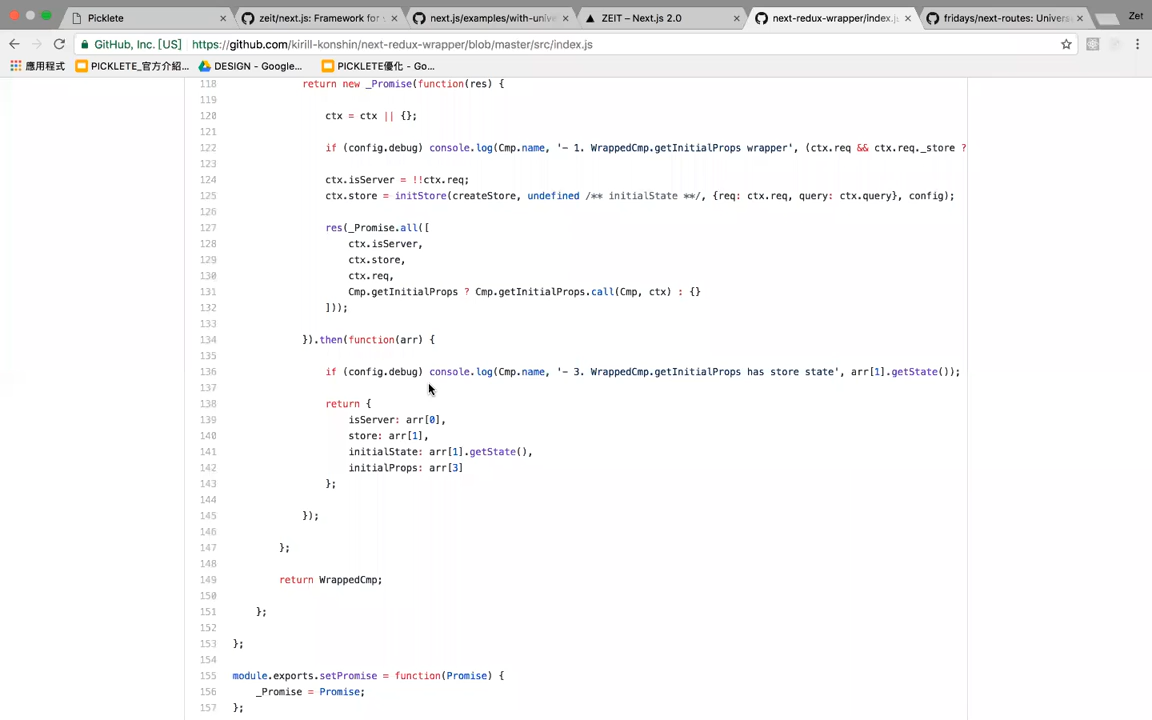 Picklete
zeit/next.js: Framework for
next.js/examples/with-unive
ZEIT – Next.js 2.0
next-redux-wrapper/index.j
fridays/next-routes: Univers
Zet
GitHub, Inc. [US]
https://github.com/kirill-konshin/next-redux-wrapper/blob/master/src/index.js
應用程式
PICKLETE_官方介紹...
DESIGN - Google...
PICKLETE優化 - Go...
118 return new _Promise(function(res) {
119
120 ctx = ctx || {};
121
122 if (config.debug) console.log(Cmp.name, '- 1. WrappedCmp.getInitialProps wrapper', (ctx.req && ctx.req._store ?
123
124 ctx.isServer = !!ctx.req;
125 ctx.store = initStore(createStore, undefined /** initialState **/, {req: ctx.req, query: ctx.query}, config);
126
127 res(_Promise.all([
128 ctx.isServer,
129 ctx.store,
130 ctx.req,
131 Cmp.getInitialProps ? Cmp.getInitialProps.call(Cmp, ctx) : {}
132 ]));
133
134 }).then(function(arr) {
135
136 if (config.debug) console.log(Cmp.name, '- 3. WrappedCmp.getInitialProps has store state', arr[1].getState());
137
138 return {
139 isServer: arr[0],
140 store: arr[1],
141 initialState: arr[1].getState(),
142 initialProps: arr[3]
143 };
144
145 });
146
147 };
148
149 return WrappedCmp;
150
151 };
152
153 };
154
155 module.exports.setPromise = function(Promise) {
156 _Promise = Promise;
157 };